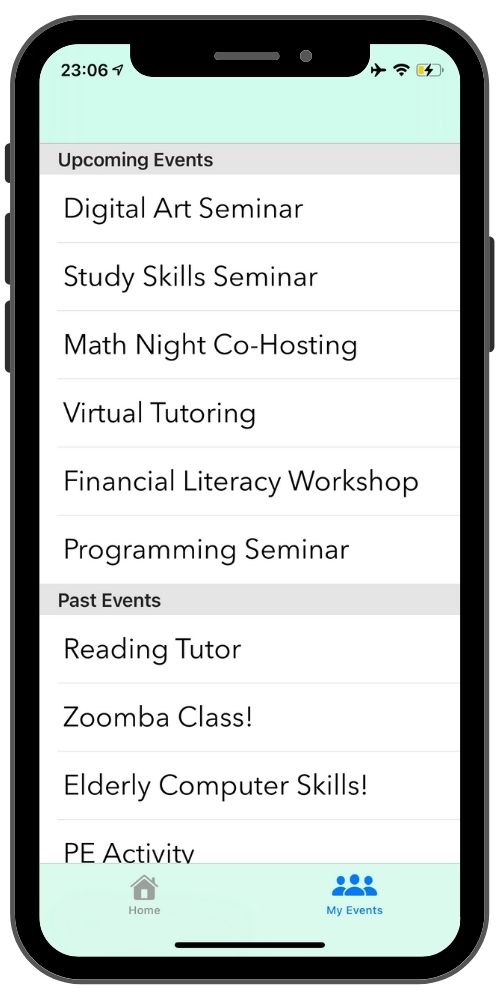 23:06
Upcoming Events
Digital Art Seminar
Study Skills Seminar
Math Night Co-Hosting
Virtual Tutoring
Financial Literacy Workshop
Programming Seminar
Past Events
Reading Tutor
Zoomba Class!
Elderly Computer Skills!
PE Activity
Home
My Events